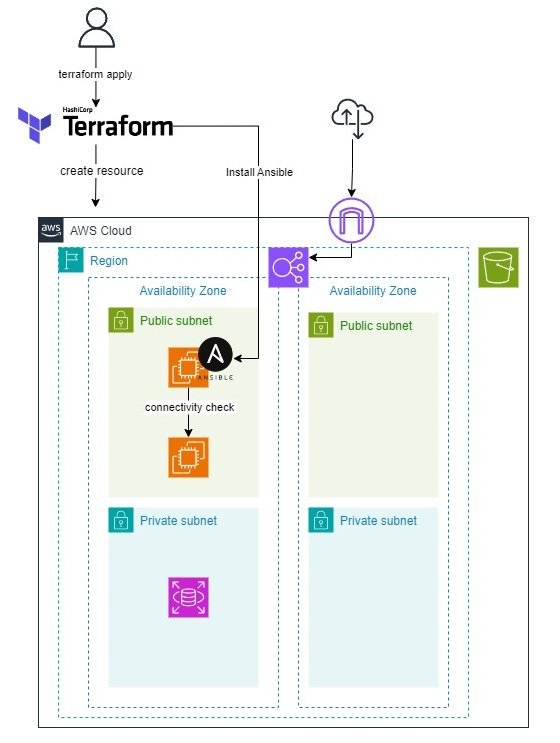 terraform apply
HashiCorp
Terraform
create resource
Install Ansible
aws
AWS Cloud
Region
Availability Zone
Availability Zone
Public subnet
Public subnet
A
ANSIBLE
connectivity check
Private subnet
Private subnet